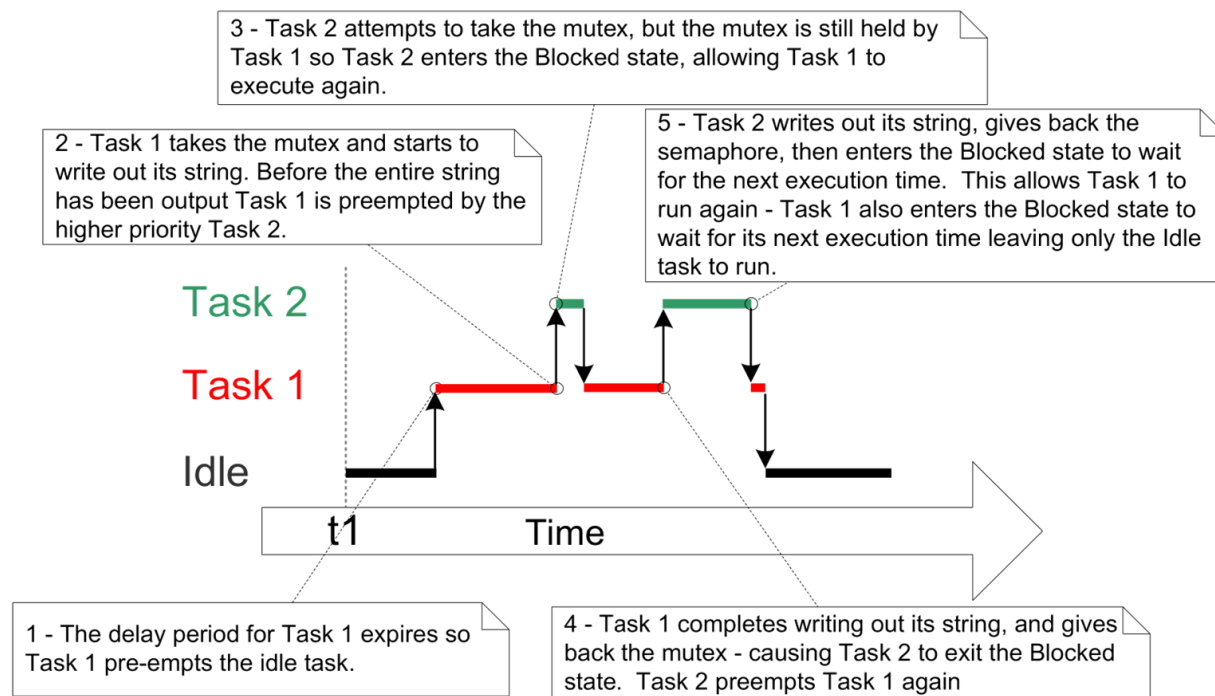 3 - Task 2 attempts to take the mutex, but the mutex is still held by
Task 1 so Task 2 enters the Blocked state, allowing Task 1 to
execute again.
2 - Task 1 takes the mutex and starts to
write out its string. Before the entire string
has been output Task 1 is preempted by the
higher priority Task 2.
5 - Task 2 writes out its string, gives back the
semaphore, then enters the Blocked state to wait
for the next execution time.  This allows Task 1 to
run again - Task 1 also enters the Blocked state to
wait for its next execution time leaving only the Idle
task to run.
Task 2
Task 1
Idle
t1
Time
1 - The delay period for Task 1 expires so
Task 1 pre-empts the idle task.
4 - Task 1 completes writing out its string, and gives
back the mutex - causing Task 2 to exit the Blocked
state.  Task 2 preempts Task 1 again